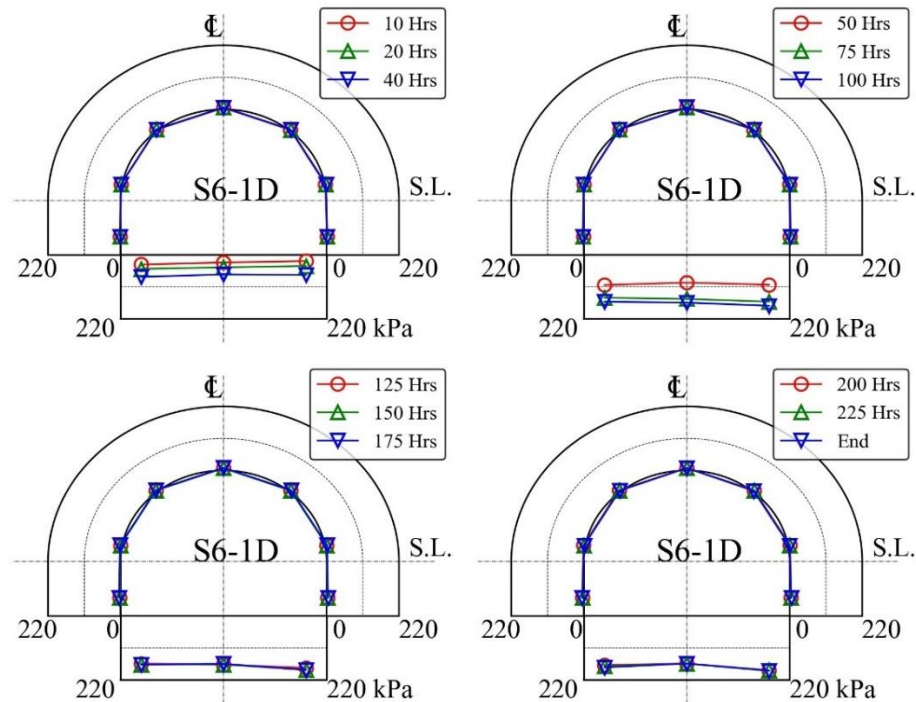 ℄
10 Hrs
20 Hrs
40 Hrs
S6-1D
S.L.
220
0
0
220
220
220 kPa
℄
50 Hrs
75 Hrs
100 Hrs
S6-1D
S.L.
220
0
0
220
220
220 kPa
℄
125 Hrs
150 Hrs
175 Hrs
S6-1D
S.L.
220
0
0
220
220
220 kPa
℄
200 Hrs
225 Hrs
End
S6-1D
S.L.
220
0
0
220
220
220 kPa